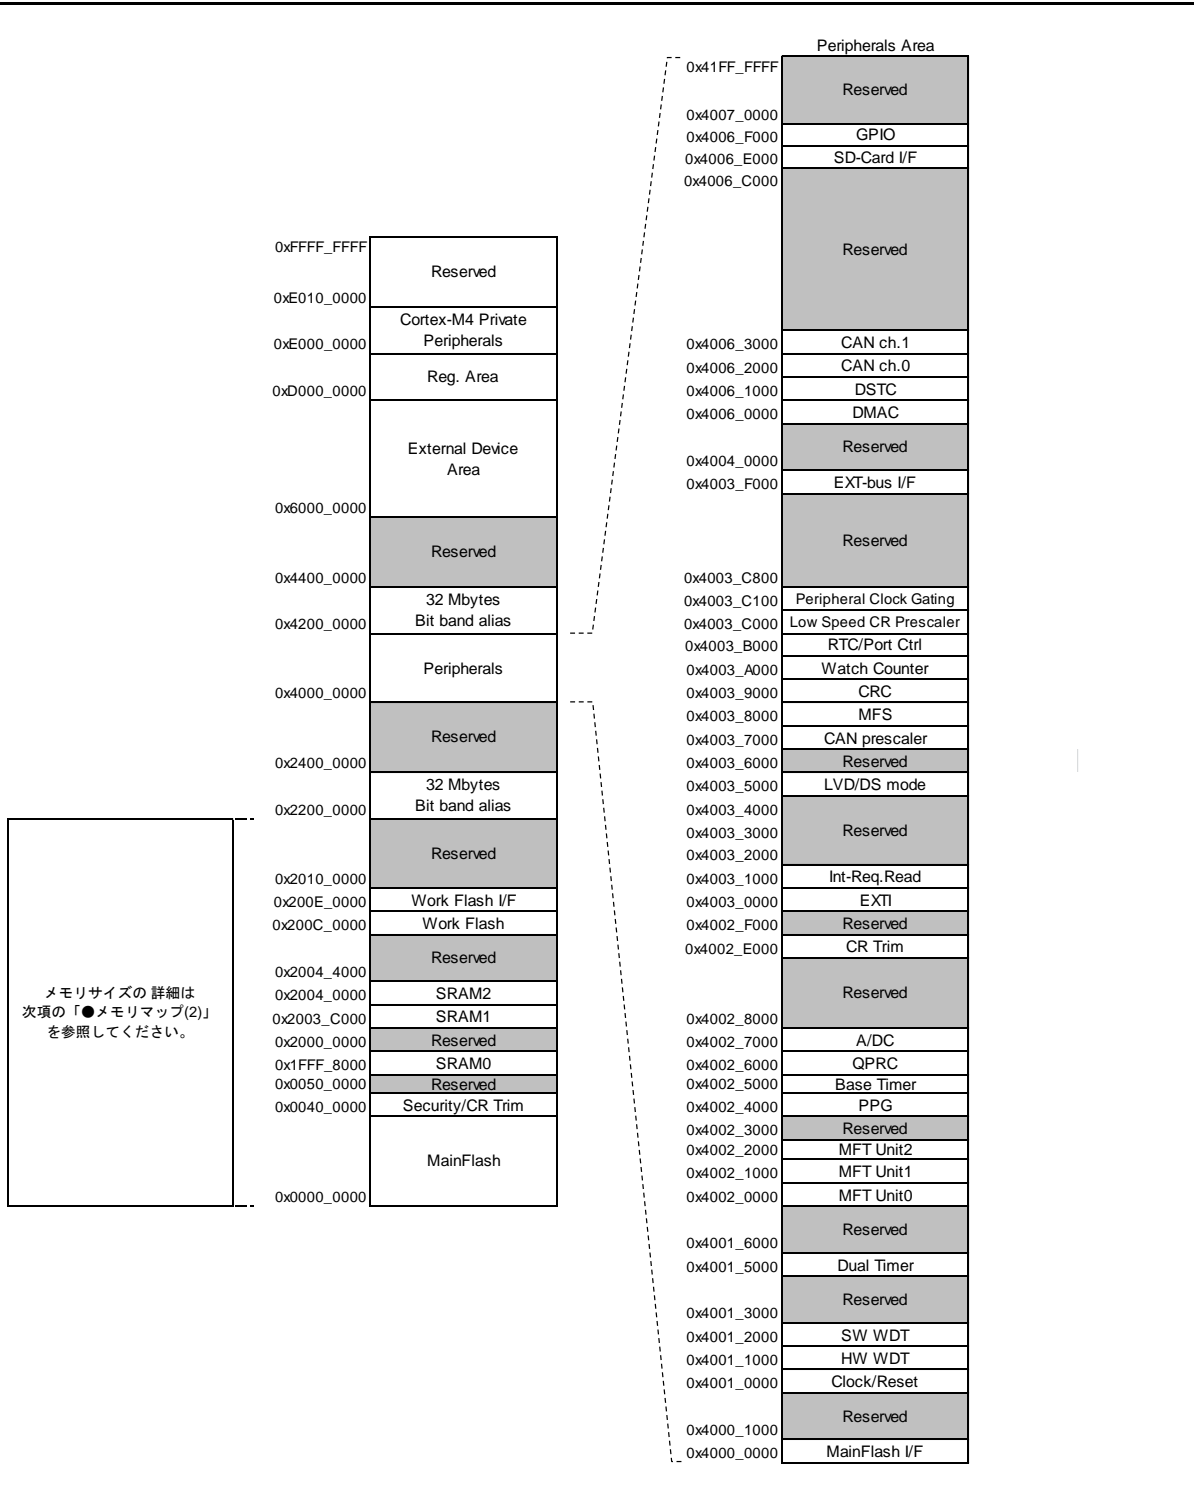 0xFFFF_FFFF
Reserved
0xE010_0000
Cortex-M4 Private
Peripherals
0xE000_0000
Reg. Area
0xD000_0000
External Device
Area
0x6000_0000
Reserved
0x4400_0000
32 Mbytes
Bit band alias
0x4200_0000
Peripherals
0x4000_0000
Reserved
0x2400_0000
32 Mbytes
Bit band alias
0x2200_0000
Reserved
0x2010_0000
0x200E_0000 Work Flash I/F
0x200C_0000 Work Flash
Reserved
0x2004_4000
0x2004_0000 SRAM2
0x2003_C000 SRAM1
0x2000_0000 Reserved
0x1FFF_8000 SRAM0
0x0050_0000 Reserved
0x0040_0000 Security/CR Trim
MainFlash
0x0000_0000
メモリサイズの 詳細は
次項の「●メモリマップ(2)」
を参照してください。
Peripherals Area
0x41FF_FFFF
Reserved
0x4007_0000
0x4006_F000 GPIO
0x4006_E000 SD-Card I/F
0x4006_C000
Reserved
0x4006_3000 CAN ch.1
0x4006_2000 CAN ch.0
0x4006_1000 DSTC
0x4006_0000 DMAC
Reserved
0x4004_0000
0x4003_F000 EXT-bus I/F
Reserved
0x4003_C800
0x4003_C100 Peripheral Clock Gating
0x4003_C000 Low Speed CR Prescaler
0x4003_B000 RTC/Port Ctrl
0x4003_A000 Watch Counter
0x4003_9000 CRC
0x4003_8000 MFS
0x4003_7000 CAN prescaler
0x4003_6000 Reserved
0x4003_5000 LVD/DS mode
0x4003_4000
0x4003_3000 Reserved
0x4003_2000
0x4003_1000 Int-Req.Read
0x4003_0000 EXTI
0x4002_F000 Reserved
0x4002_E000 CR Trim
Reserved
0x4002_8000
0x4002_7000 A/DC
0x4002_6000 QPRC
0x4002_5000 Base Timer
0x4002_4000 PPG
0x4002_3000 Reserved
0x4002_2000 MFT Unit2
0x4002_1000 MFT Unit1
0x4002_0000 MFT Unit0
Reserved
0x4001_6000
0x4001_5000 Dual Timer
Reserved
0x4001_3000
0x4001_2000 SW WDT
0x4001_1000 HW WDT
0x4001_0000 Clock/Reset
Reserved
0x4000_1000
0x4000_0000 MainFlash I/F